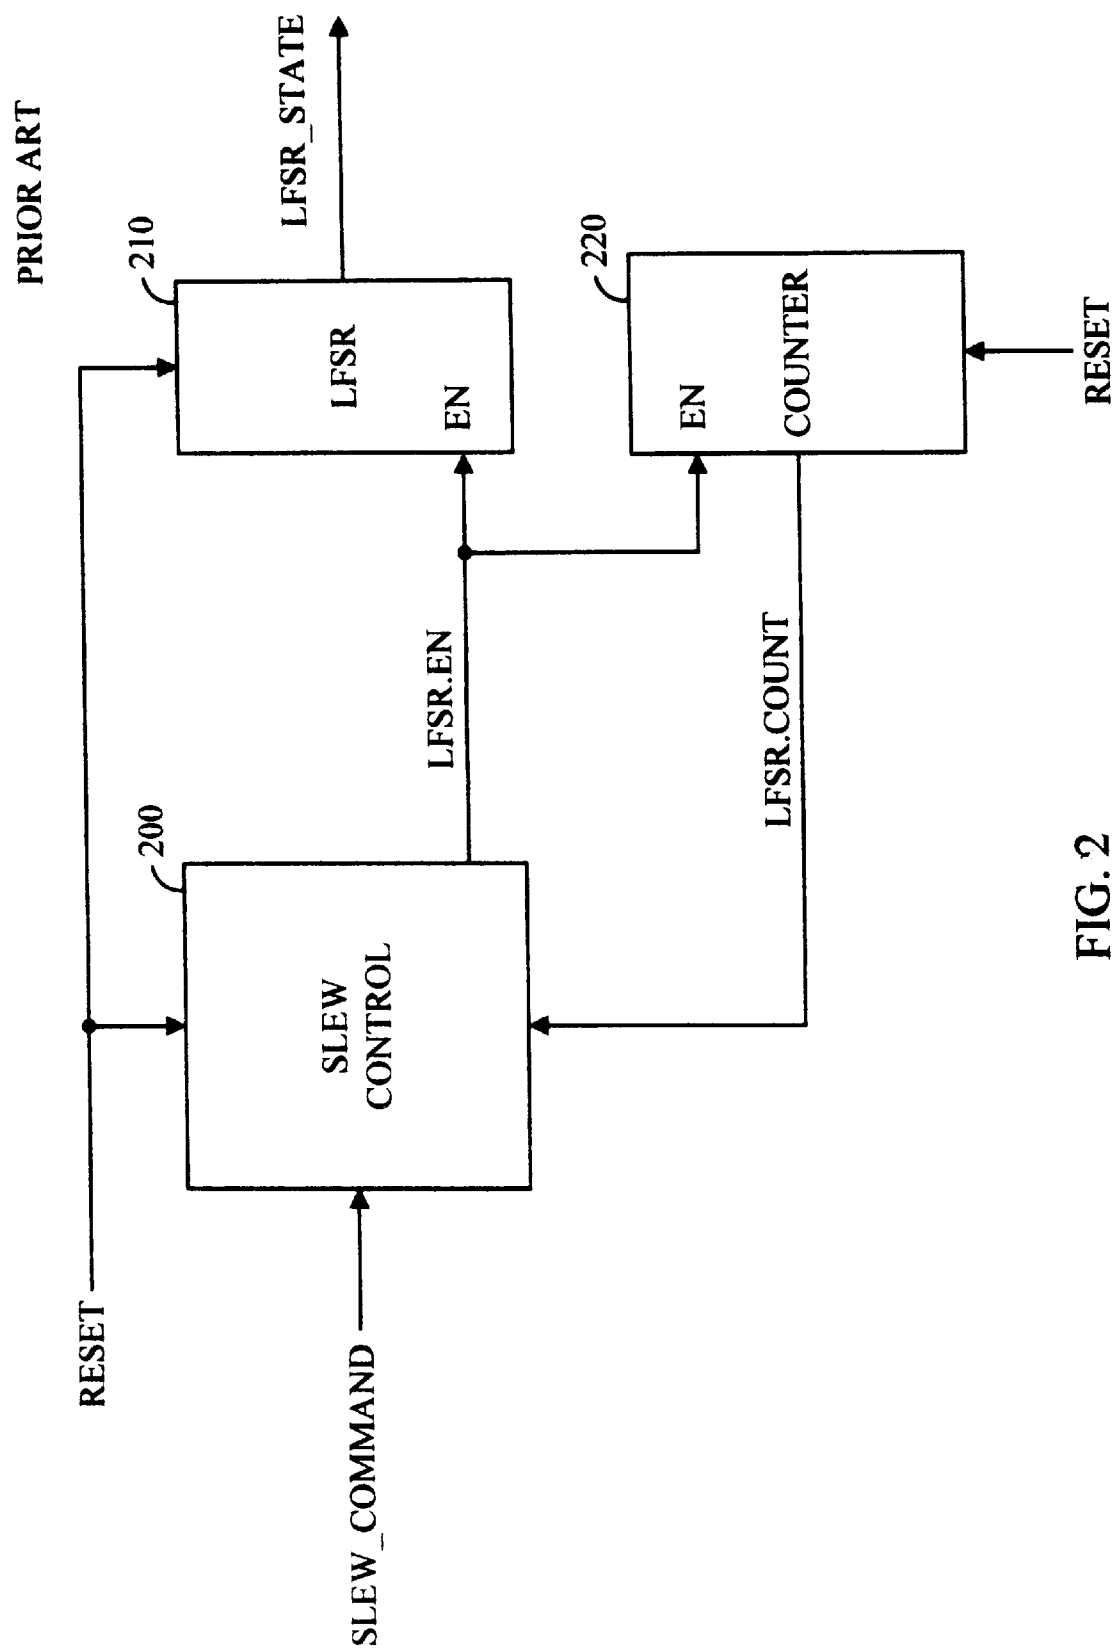 PRIOR ART
RESET
200
210
SLEW
CONTROL
LFSR
EN
LFSR_STATE
SLEW_COMMAND
LFSR.EN
220
EN
COUNTER
LFSR.COUNT
RESET
FIG. 2